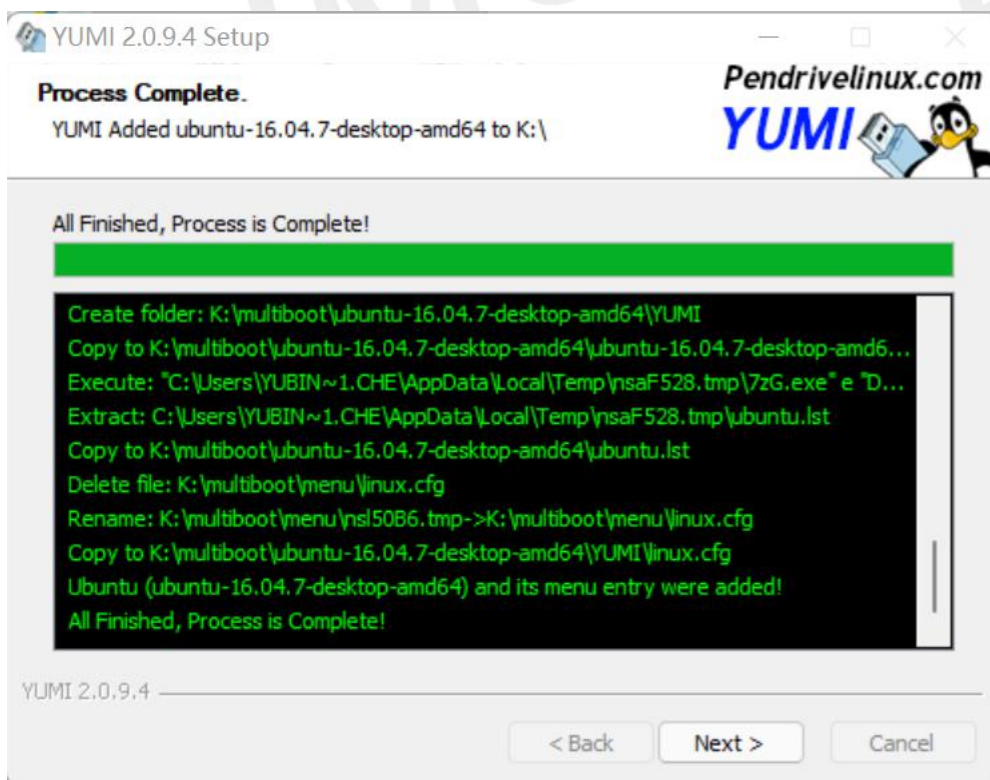 YUMI 2.0.9.4 Setup
Process Complete.
YUMI Added ubuntu-16.04.7-desktop-amd64 to K:\
Pendrivelinux.com
YUMI
All Finished, Process is Complete!
Create folder: K:\multiboot\ubuntu-16.04.7-desktop-amd64\YUMI
Copy to K:\multiboot\ubuntu-16.04.7-desktop-amd64\ubuntu-16.04.7-desktop-amd6...
Execute: "C:\Users\YUBIN~1.CHE\AppData\Local\Temp\nsaF528.tmp\7zG.exe" e "D...
Extract: C:\Users\YUBIN~1.CHE\AppData\Local\Temp\nsaF528.tmp\ubuntu.lst
Copy to K:\multiboot\ubuntu-16.04.7-desktop-amd64\ubuntu.lst
Delete file: K:\multiboot\menu\linux.cfg
Rename: K:\multiboot\menu\nsl50B6.tmp->K:\multiboot\menu\linux.cfg
Copy to K:\multiboot\ubuntu-16.04.7-desktop-amd64\YUMI\linux.cfg
Ubuntu (ubuntu-16.04.7-desktop-amd64) and its menu entry were added!
All Finished, Process is Complete!
YUMI 2.0.9.4
< Back
Next >
Cancel